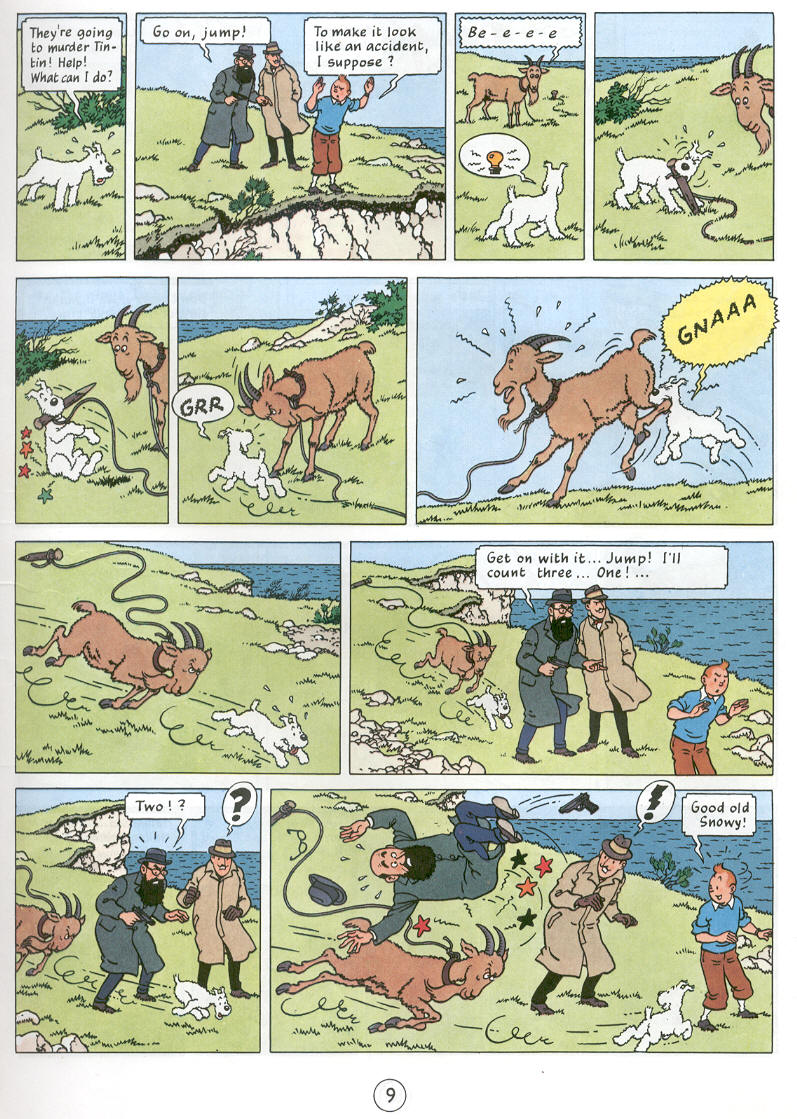 They're going
to murder Tin-
tin! Help!
What can I do?
Go on, jump!
To make it look
like an accident,
I suppose?
Be - e - e - e
GRR
GNAAA
Get on with it... Jump! I'll
count three... One!...
Two!?
?
!
Good old
Snowy!
9